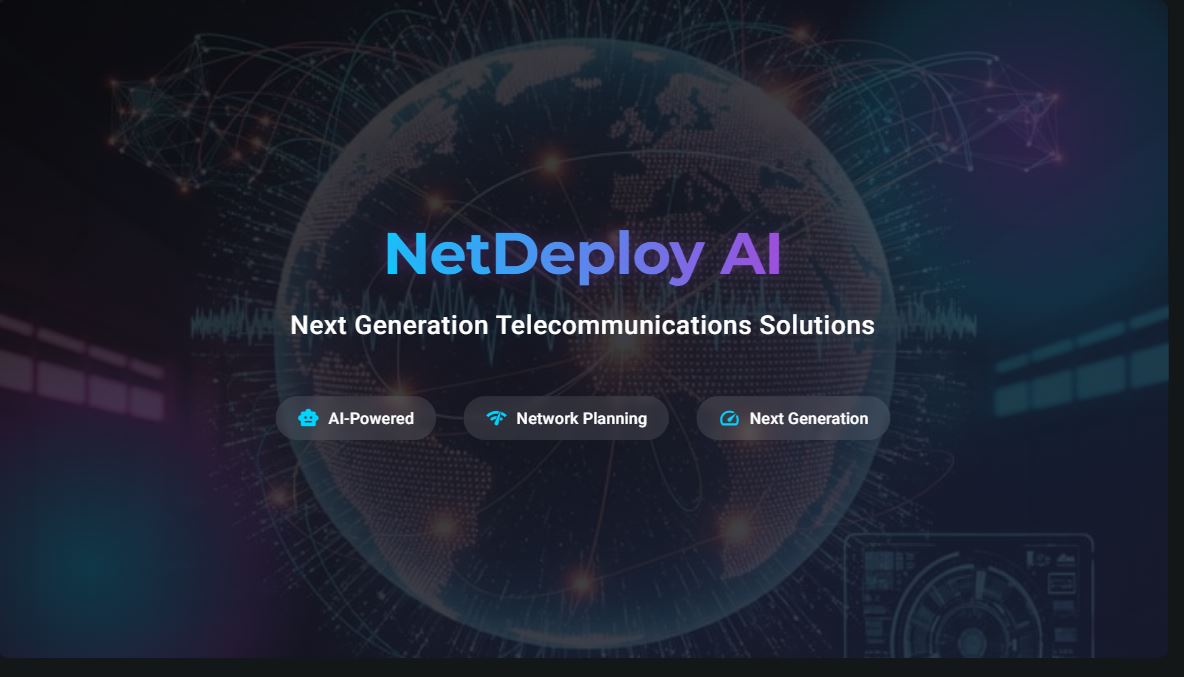 NetDeploy AI
Next Generation Telecommunications Solutions
AI-Powered
Network Planning
Next Generation